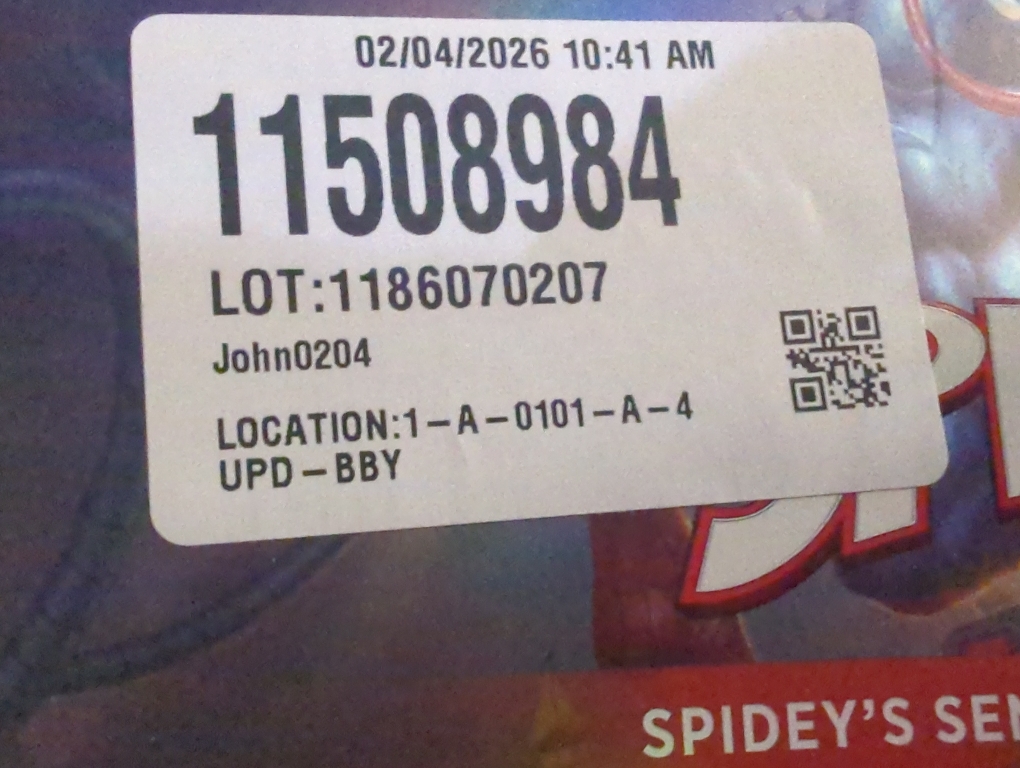 02/04/2026 10:41 AM
11508984
LOT:1186070207
John0204
LOCATION:1-A-0101-A-4
UPD-BBY
SPIDEY'S